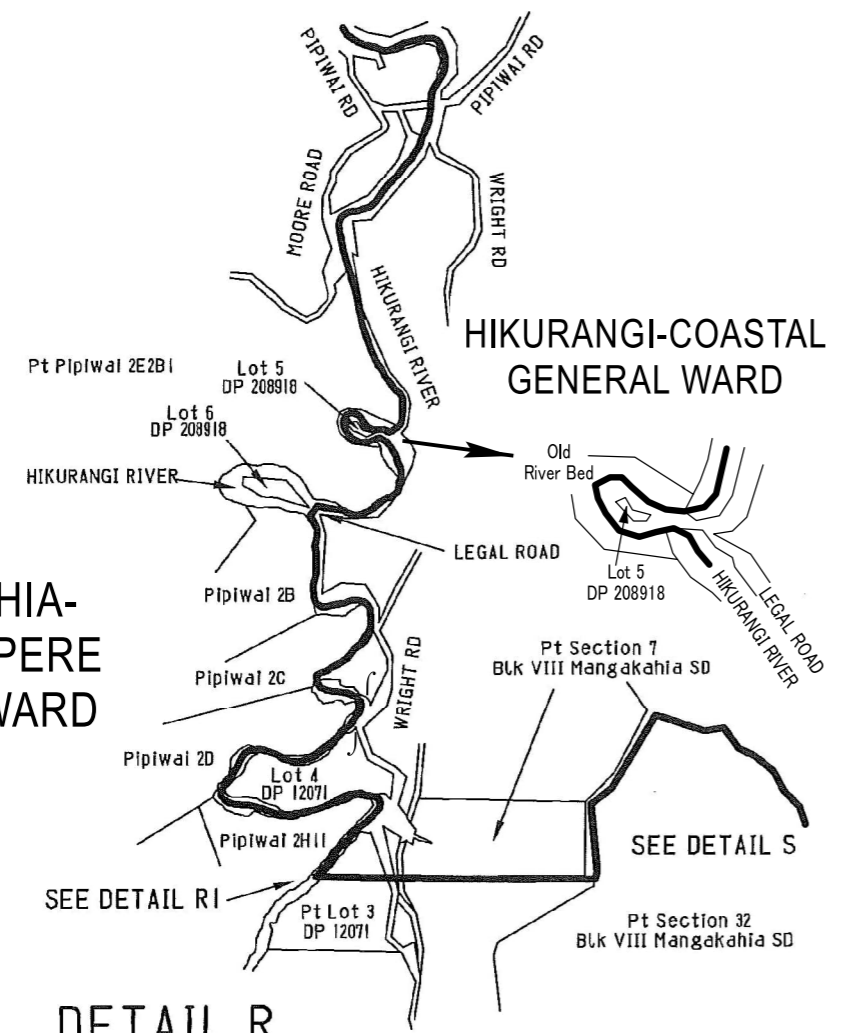 PIPIWAI RD
PIPIWAI RD
MOORE ROAD
WRIGHT RD
HIKURANGI RIVER
HIKURANGI-COASTAL
GENERAL WARD
Pt Pipiwai 2E2B1
Lot 5
DP 208918
Lot 6
DP 208918
HIKURANGI RIVER
Old
River Bed
LEGAL ROAD
Lot 5
DP 208918
HIKURANGI RIVER
LEGAL ROAD
HIA-
PERE
WARD
Pipiwai 2B
Pipiwai 2C
WRIGHT RD
Pt Section 7
Blk VIII Mangakahia SD
Pipiwai 2D
Lot 4
DP 12071
Pipiwai 2H11
SEE DETAIL S
SEE DETAIL R1
Pt Lot 3
DP 12071
Pt Section 32
Blk VIII Mangakahia SD
DETAIL R